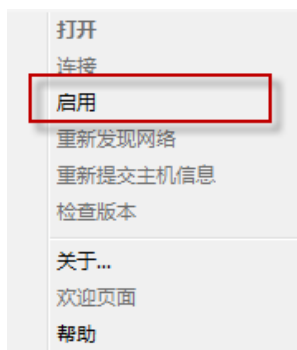 打开
连接
启用
重新发现网络
重新提交主机信息
检查版本
关于...
欢迎页面
帮助